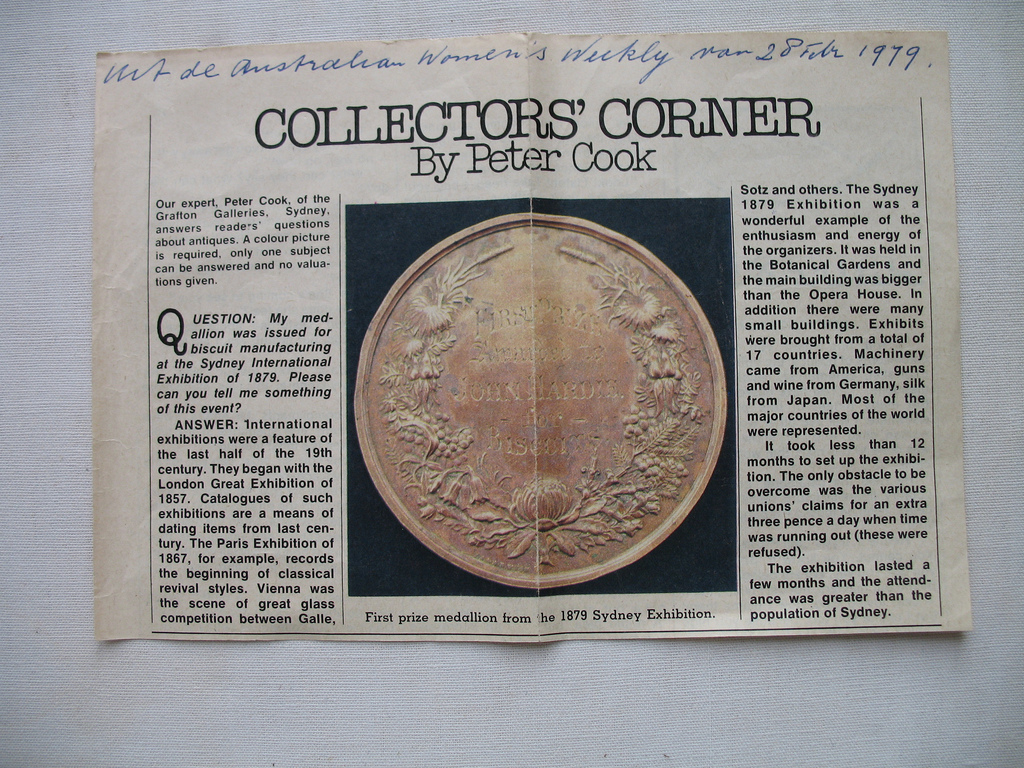 Uit de Australian Women's Weekly van 28 Febr 1979.
COLLECTORS' CORNER
By Peter Cook
Our expert, Peter Cook, of the
Grafton Galleries, Sydney,
answers readers' questions
about antiques. A colour picture
is required, only one subject
can be answered and no valua-
tions given.
QUESTION: My med-
allion was issued for
biscuit manufacturing
at the Sydney International
Exhibition of 1879. Please
can you tell me something
of this event?
ANSWER: International
exhibitions were a feature of
the last half of the 19th
century. They began with the
London Great Exhibition of
1857. Catalogues of such
exhibitions are a means of
dating items from last cen-
tury. The Paris Exhibition of
1867, for example, records
the beginning of classical
revival styles. Vienna was
the scene of great glass
competition between Galle,
FIRST PRIZE
Awarded to
JOHN HARDIE
- For -
Biscuits
First prize medallion from the 1879 Sydney Exhibition.
Sotz and others. The Sydney
1879 Exhibition was a
wonderful example of the
enthusiasm and energy of
the organizers. It was held in
the Botanical Gardens and
the main building was bigger
than the Opera House. In
addition there were many
small buildings. Exhibits
were brought from a total of
17 countries. Machinery
came from America, guns
and wine from Germany, silk
from Japan. Most of the
major countries of the world
were represented.
It took less than 12
months to set up the exhibi-
tion. The only obstacle to be
overcome was the various
unions' claims for an extra
three pence a day when time
was running out (these were
refused).
The exhibition lasted a
few months and the attend-
ance was greater than the
population of Sydney.